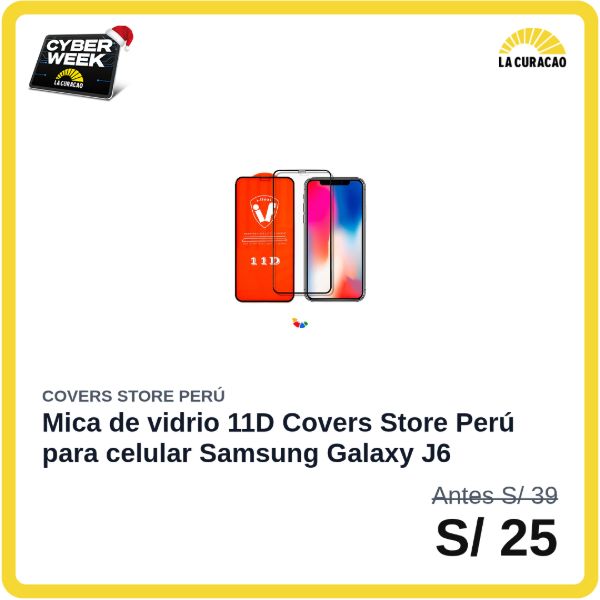 CYBER
WEEK
LA CURACAO
LA CURACAO
11D
COVERS STORE PERÚ
Mica de vidrio 11D Covers Store Perú
para celular Samsung Galaxy J6
Antes S/ 39
S/ 25